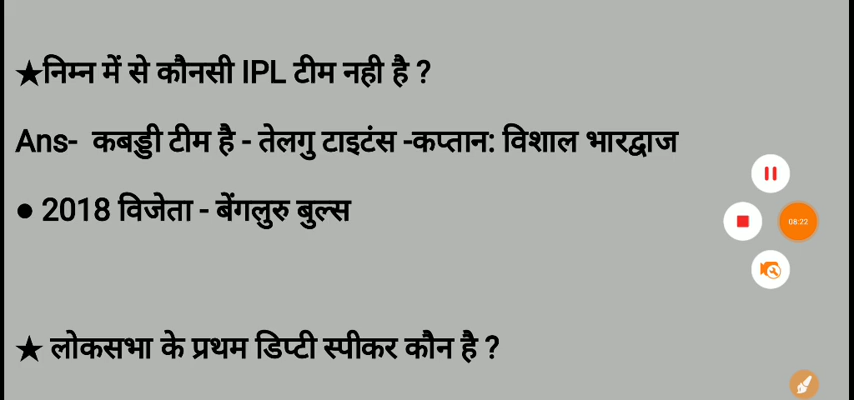 ★निम्न में से कौनसी IPL टीम नही है ?
Ans- कबड्डी टीम है - तेलगु टाइटंस -कप्तान: विशाल भारद्वाज
● 2018 विजेता - बेंगलुरु बुल्स
08:22
★ लोकसभा के प्रथम डिप्टी स्पीकर कौन है ?